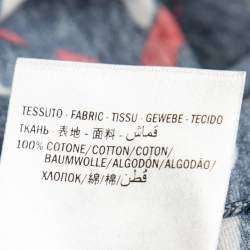 TESSUTO - FABRIC - TISSU - GEWEBE - TECIDO
ТКАНЬ - 表地 - 面料 - قماش
100% COTONE/COTTON/COTON/
BAUMWOLLE/ALGODÓN/ALGODÃO/
ХЛОПОК/綿/棉/قطن